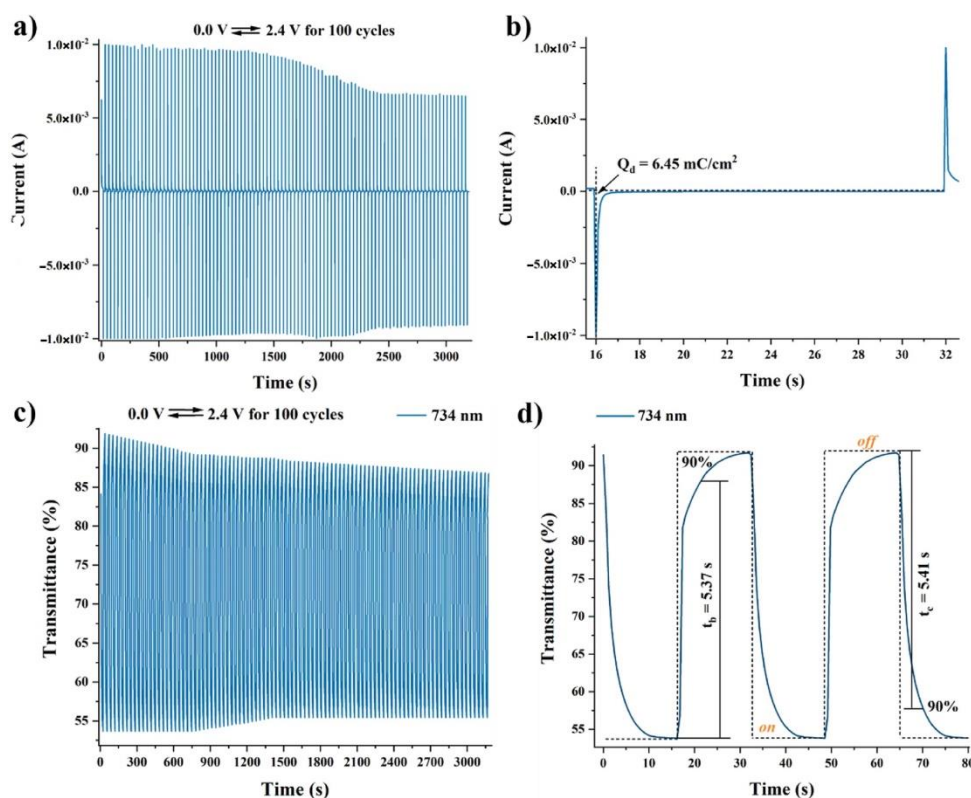 a)
0.0 V ⇌ 2.4 V for 100 cycles
1.0×10⁻²
5.0×10⁻³
0.0
−5.0×10⁻³
−1.0×10⁻²
Current (A)
0 500 1000 1500 2000 2500 3000
Time (s)
b)
1.0×10⁻²
5.0×10⁻³
0.0
−5.0×10⁻³
−1.0×10⁻²
Current (A)
Q_d = 6.45 mC/cm²
16 18 20 22 24 26 28 30 32
Time (s)
c)
0.0 V ⇌ 2.4 V for 100 cycles
734 nm
90
85
80
75
70
65
60
55
Transmittance (%)
0 300 600 900 1200 1500 1800 2100 2400 2700 3000
Time (s)
d)
734 nm
90
85
80
75
70
65
60
55
Transmittance (%)
90%
t_b = 5.37 s
on
off
t_c = 5.41 s
90%
0 10 20 30 40 50 60 70 80
Time (s)